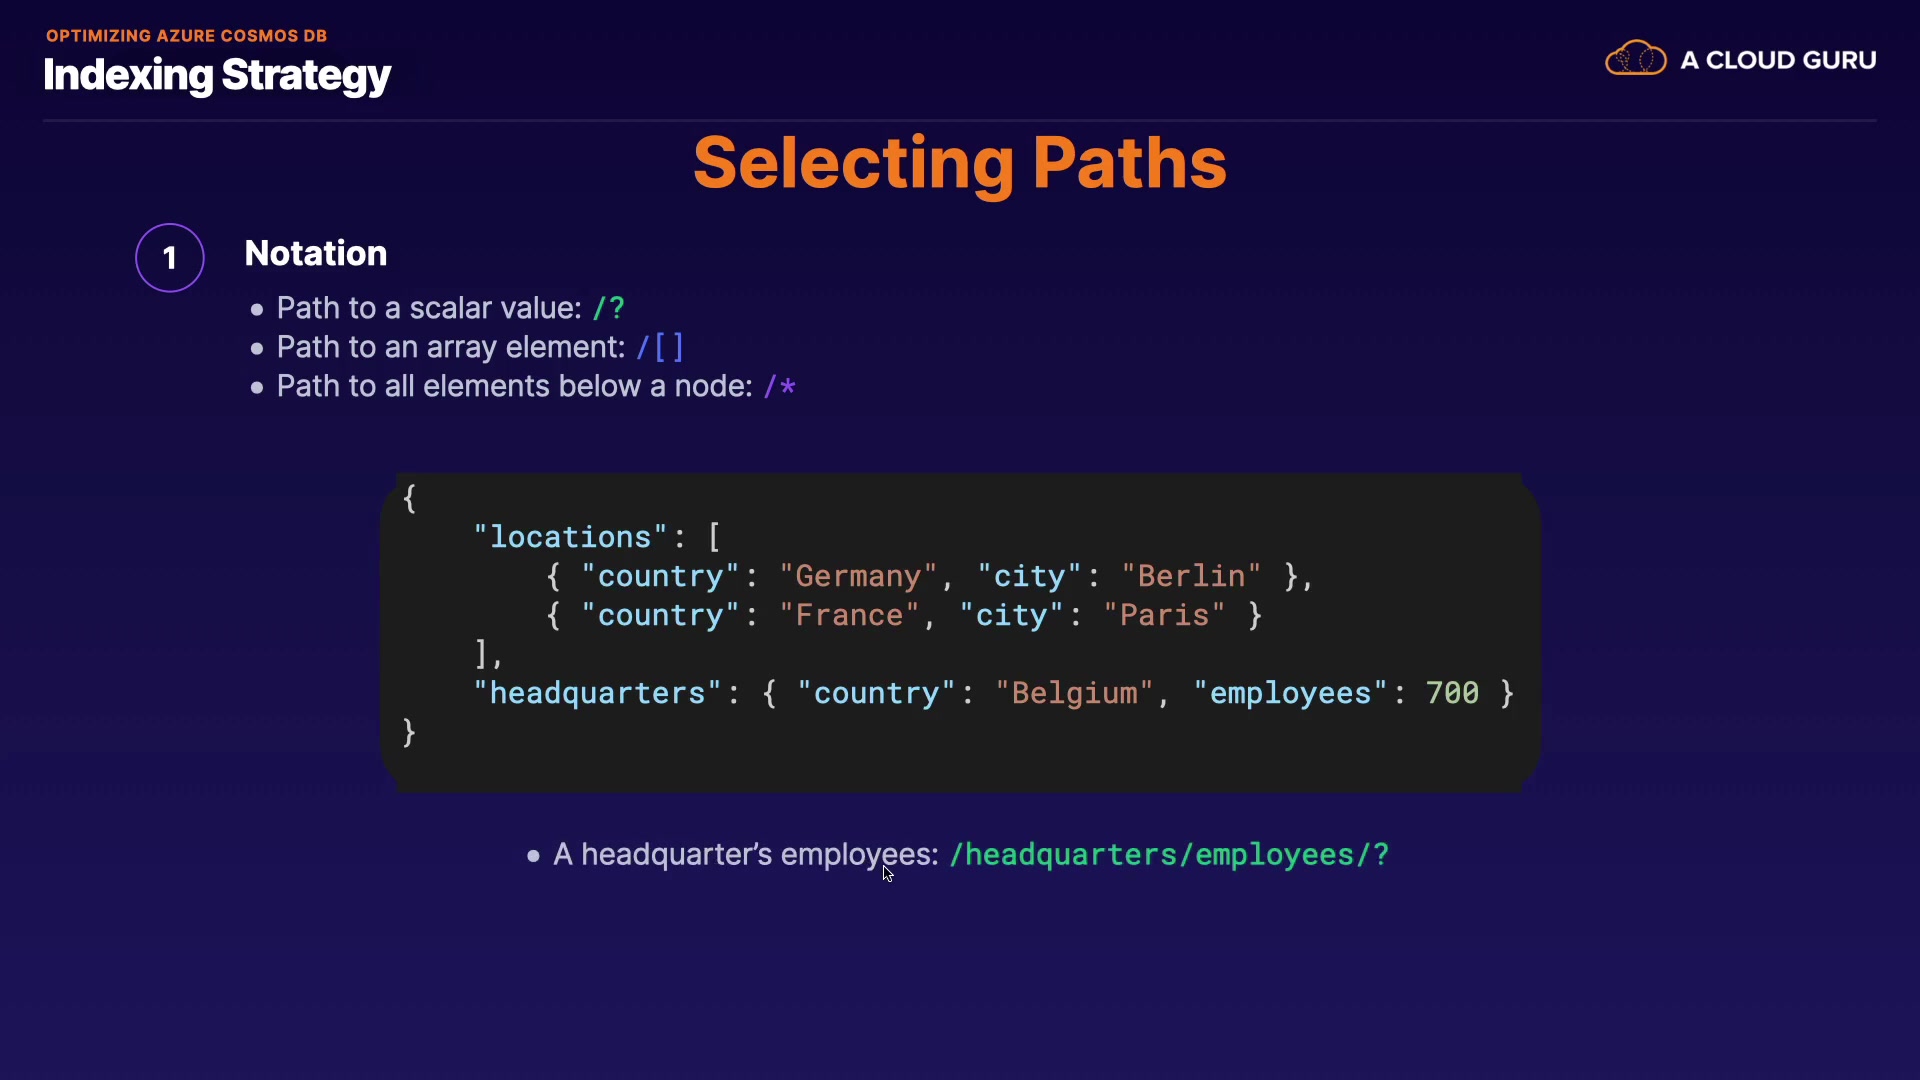 OPTIMIZING AZURE COSMOS DB
Indexing Strategy
A CLOUD GURU
Selecting Paths
1
Notation
• Path to a scalar value: /?
• Path to an array element: /[]
• Path to all elements below a node: /*
{
"locations": [
{ "country": "Germany", "city": "Berlin" },
{ "country": "France", "city": "Paris" }
],
"headquarters": { "country": "Belgium", "employees": 700 }
}
• A headquarter’s employees: /headquarters/employees/?